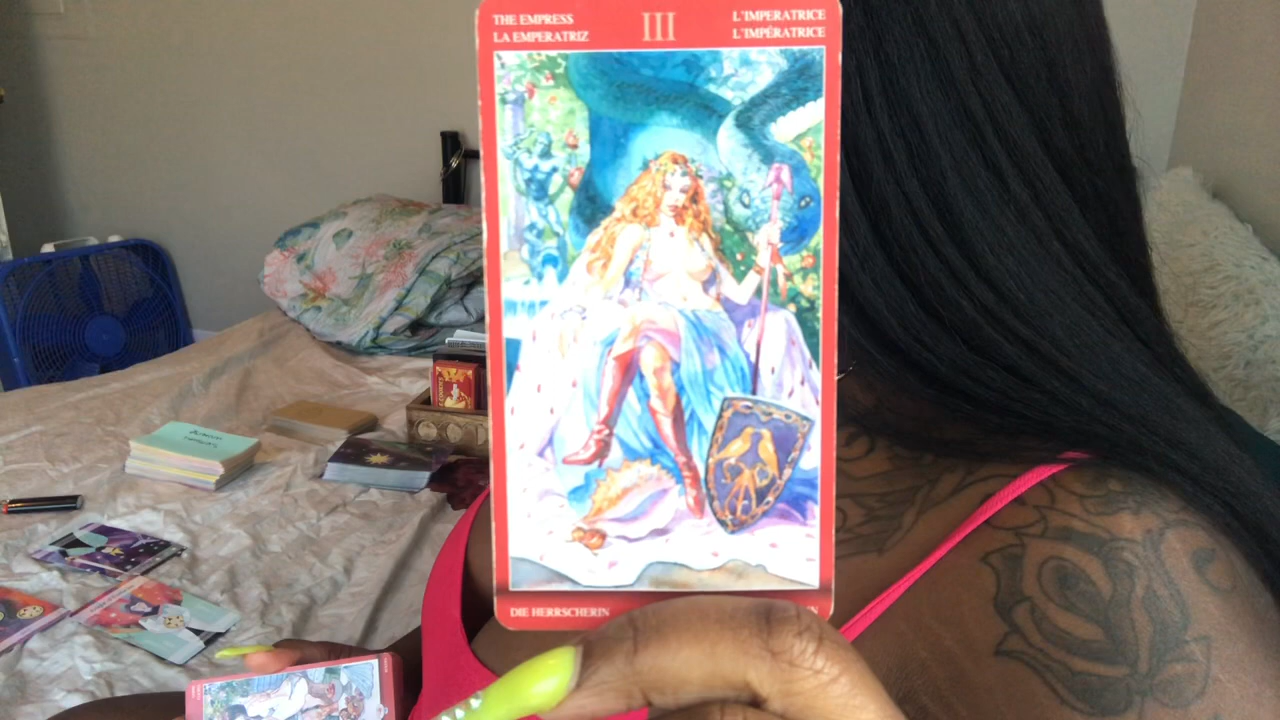 THE EMPRESS
LA EMPERATRIZ
III
L'IMPERATRICE
L'IMPÉRATRICE
DIE HERRSCHERIN